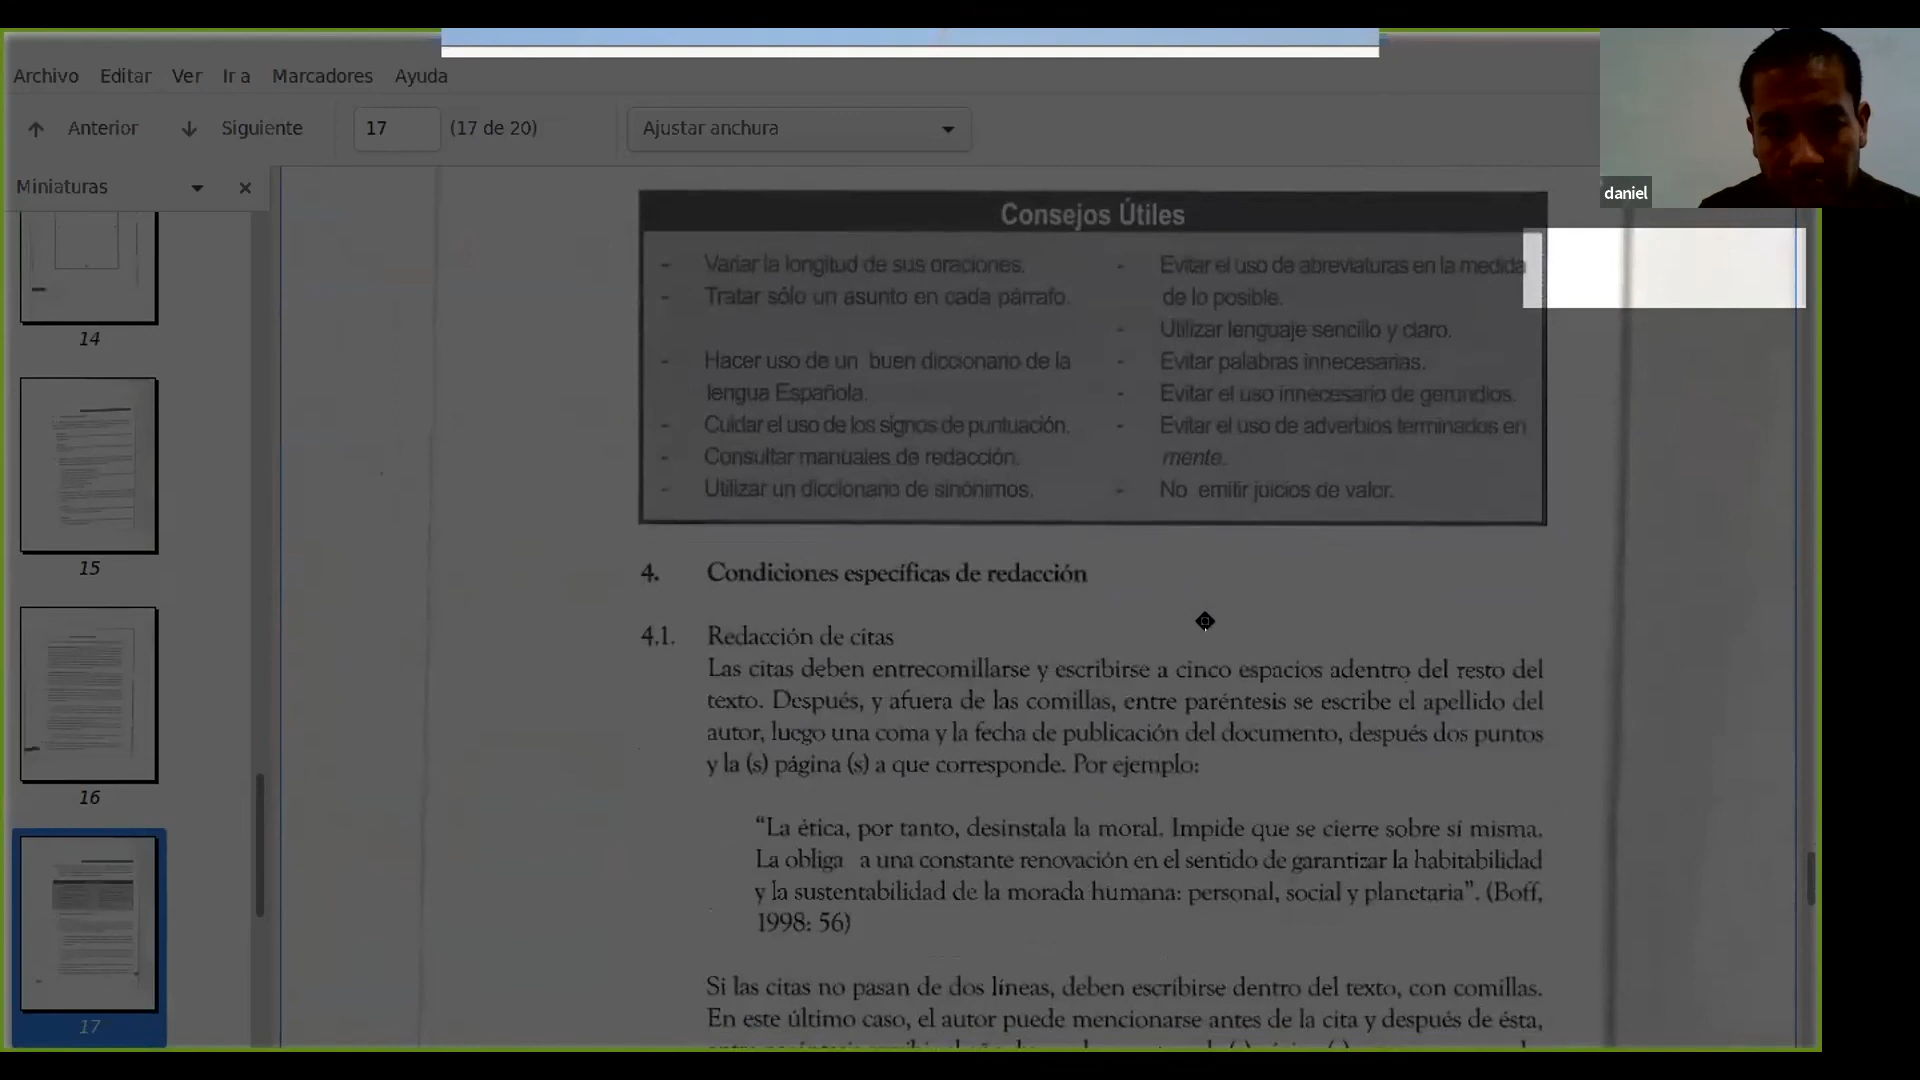 Archivo Editar Ver Ir a Marcadores Ayuda
Anterior Siguiente 17 (17 de 20) Ajustar anchura
daniel
Miniaturas
14
15
16
17
Consejos Útiles
- Variar la longitud de sus oraciones.
- Tratar sólo un asunto en cada párrafo.
- Hacer uso de un buen diccionario de la
lengua Española.
- Cuidar el uso de los signos de puntuación.
- Consultar manuales de redacción.
- Utilizar un diccionario de sinónimos.
- Evitar el uso de abreviaturas en la medida
de lo posible.
- Utilizar lenguaje sencillo y claro.
- Evitar palabras innecesarias.
- Evitar el uso innecesario de gerundios.
- Evitar el uso de adverbios terminados en
mente.
- No emitir juicios de valor.
4. Condiciones específicas de redacción
4.1. Redacción de citas
Las citas deben entrecomillarse y escribirse a cinco espacios adentro del resto del
texto. Después, y afuera de las comillas, entre paréntesis se escribe el apellido del
autor, luego una coma y la fecha de publicación del documento, después dos puntos
y la (s) página (s) a que corresponde. Por ejemplo:
“La ética, por tanto, desinstala la moral. Impide que se cierre sobre sí misma.
La obliga a una constante renovación en el sentido de garantizar la habitabilidad
y la sustentabilidad de la morada humana: personal, social y planetaria”. (Boff,
1998: 56)
Si las citas no pasan de dos líneas, deben escribirse dentro del texto, con comillas.
En este último caso, el autor puede mencionarse antes de la cita y después de ésta,